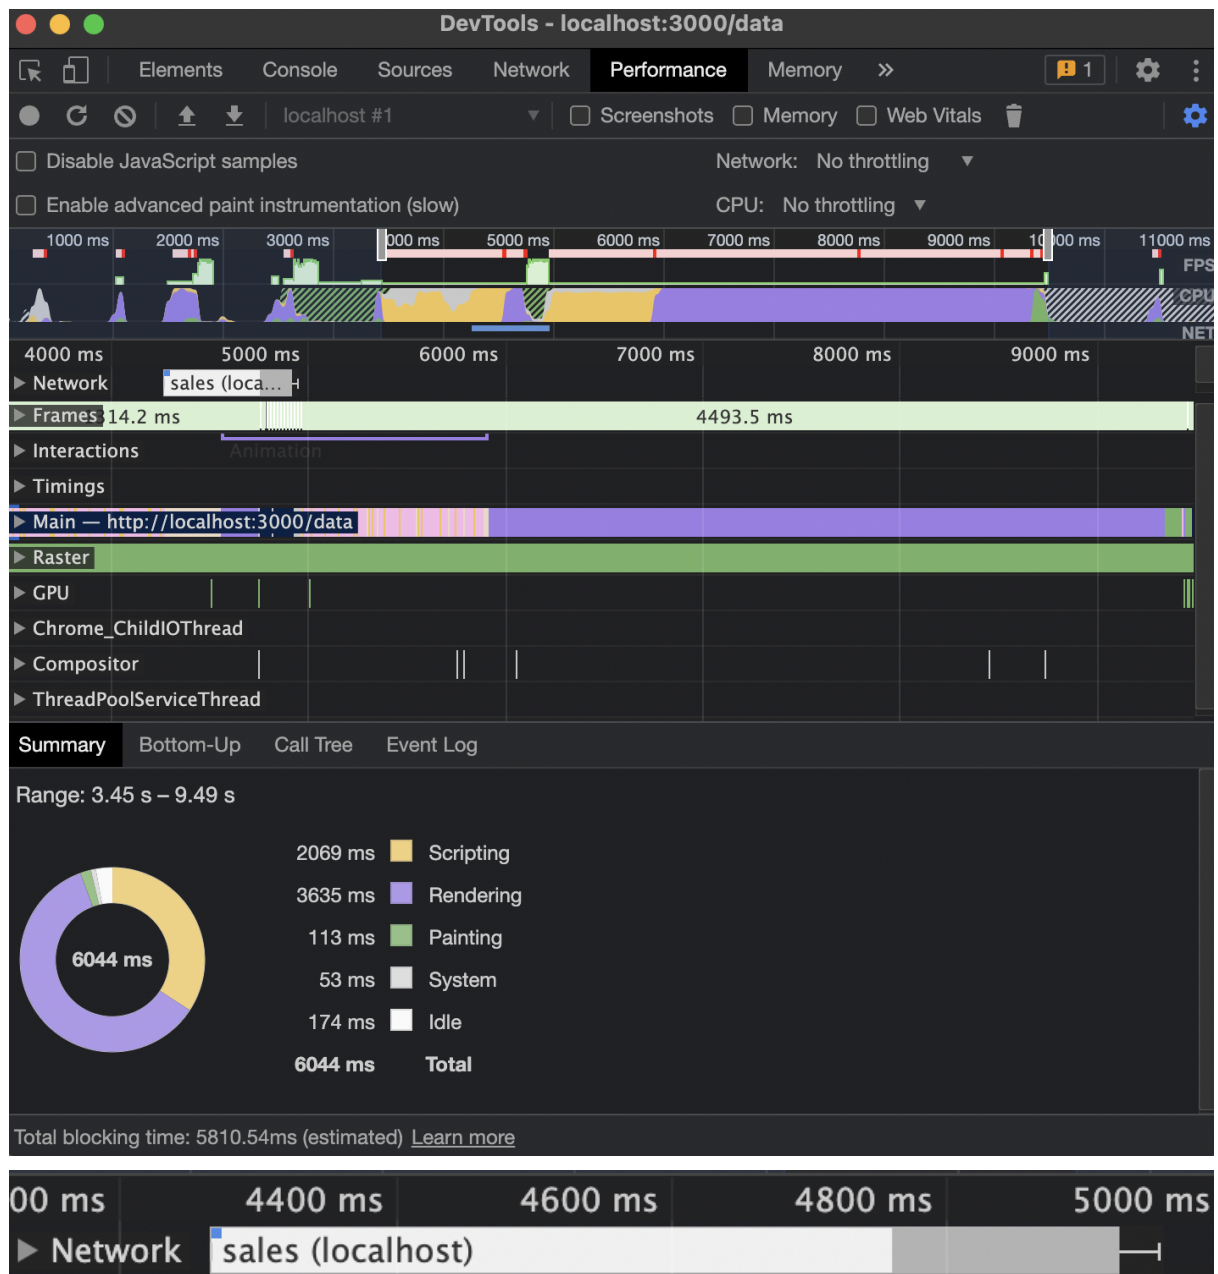 DevTools - localhost:3000/data
Elements Console Sources Network Performance Memory » 1
localhost #1 Screenshots Memory Web Vitals
Disable JavaScript samples Network: No throttling
Enable advanced paint instrumentation (slow) CPU: No throttling
1000 ms 2000 ms 3000 ms 000 ms 5000 ms 6000 ms 7000 ms 8000 ms 9000 ms 10000 ms 11000 ms
FPS
CPU
NET
4000 ms 5000 ms 6000 ms 7000 ms 8000 ms 9000 ms
Network sales (loca...
Frames 314.2 ms 4493.5 ms
Interactions Animation
Timings
Main — http://localhost:3000/data
Raster
GPU
Chrome_ChildIOThread
Compositor
ThreadPoolServiceThread
Summary Bottom-Up Call Tree Event Log
Range: 3.45 s – 9.49 s
2069 ms Scripting
3635 ms Rendering
6044 ms
113 ms Painting
53 ms System
174 ms Idle
6044 ms Total
Total blocking time: 5810.54ms (estimated) Learn more
00 ms 4400 ms 4600 ms 4800 ms 5000 ms
Network sales (localhost)